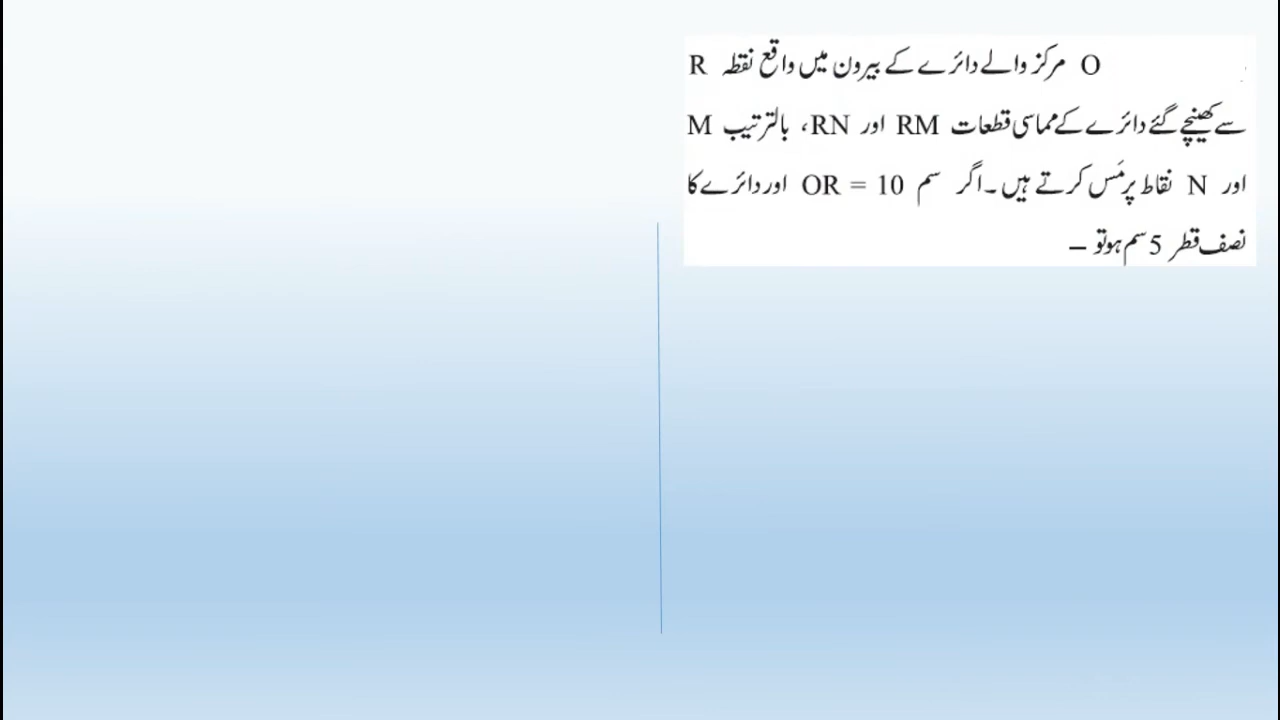 O مرکز والے دائرے کے بیرون میں واقع نقطہ R
سے کھینچے گئے دائرے کے مماسی قطعات RM اور RN، بالترتیب M
اور N نقاط پر مَس کرتے ہیں۔ اگر سم OR = 10 اور دائرے کا
نصف قطر 5 سم ہو تو –